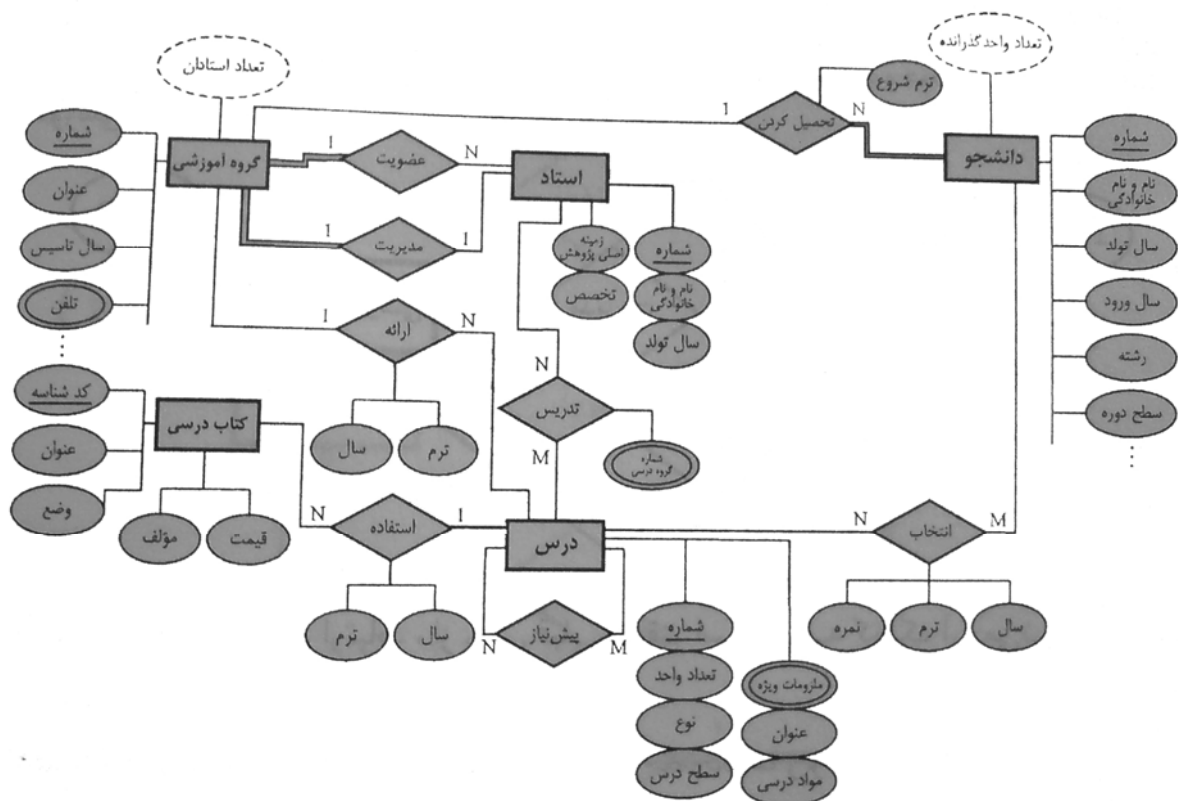 تعداد استادان
تعداد واحد گذرانده
ترم شروع
شماره
عنوان
سال تاسیس
تلفن
⋮
گروه آموزشی
1
عضویت
N
1
مدیریت
1
استاد
1
تحصیل کردن
N
دانشجو
شماره
نام و نام
خانوادگی
سال تولد
سال ورود
رشته
سطح دوره
⋮
زمینه
اصلی پژوهش
تخصص
شماره
نام و نام
خانوادگی
سال تولد
1
ارائه
N
سال
ترم
N
تدریس
M
شماره
گروه درسی
کد شناسه
عنوان
وضع
کتاب درسی
مؤلف
قیمت
N
استفاده
1
ترم
سال
درس
N
پیش‌نیاز
M
N
انتخاب
M
نمره
ترم
سال
شماره
تعداد واحد
نوع
سطح درس
ملزومات ویژه
عنوان
مواد درسی